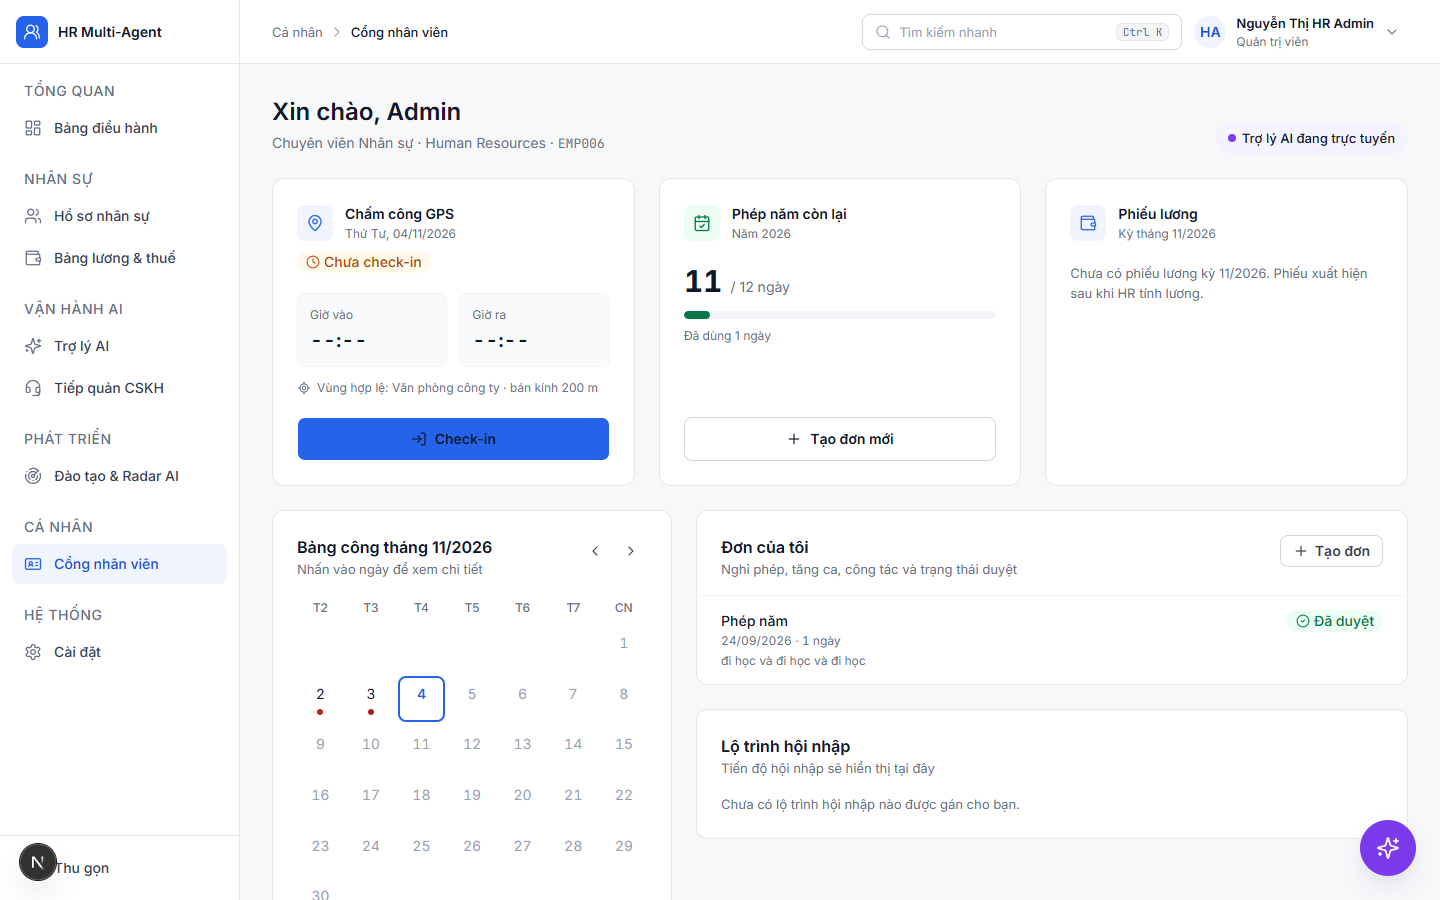 HR Multi-Agent
Cá nhân
Cổng nhân viên
Tìm kiếm nhanh
Ctrl K
HA
Nguyễn Thị HR Admin
Quản trị viên
TỔNG QUAN
Bảng điều hành
NHÂN SỰ
Hồ sơ nhân sự
Bảng lương & thuế
VẬN HÀNH AI
Trợ lý AI
Tiếp quản CSKH
PHÁT TRIỂN
Đào tạo & Radar AI
CÁ NHÂN
Cổng nhân viên
HỆ THỐNG
Cài đặt
N
Thu gọn
Xin chào, Admin
Chuyên viên Nhân sự · Human Resources · EMP006
Trợ lý AI đang trực tuyến
Chấm công GPS
Thứ Tư, 04/11/2026
Chưa check-in
Giờ vào
--:--
Giờ ra
--:--
Vùng hợp lệ: Văn phòng công ty · bán kính 200 m
Check-in
Phép năm còn lại
Năm 2026
11 / 12 ngày
Đã dùng 1 ngày
Tạo đơn mới
Phiếu lương
Kỳ tháng 11/2026
Chưa có phiếu lương kỳ 11/2026. Phiếu xuất hiện
sau khi HR tính lương.
Bảng công tháng 11/2026
Nhấn vào ngày để xem chi tiết
T2 T3 T4 T5 T6 T7 CN
1
2 3 4 5 6 7 8
9 10 11 12 13 14 15
16 17 18 19 20 21 22
23 24 25 26 27 28 29
30
Đơn của tôi
Nghỉ phép, tăng ca, công tác và trạng thái duyệt
Tạo đơn
Phép năm
24/09/2026 · 1 ngày
đi học và đi học và đi học
Đã duyệt
Lộ trình hội nhập
Tiến độ hội nhập sẽ hiển thị tại đây
Chưa có lộ trình hội nhập nào được gán cho bạn.